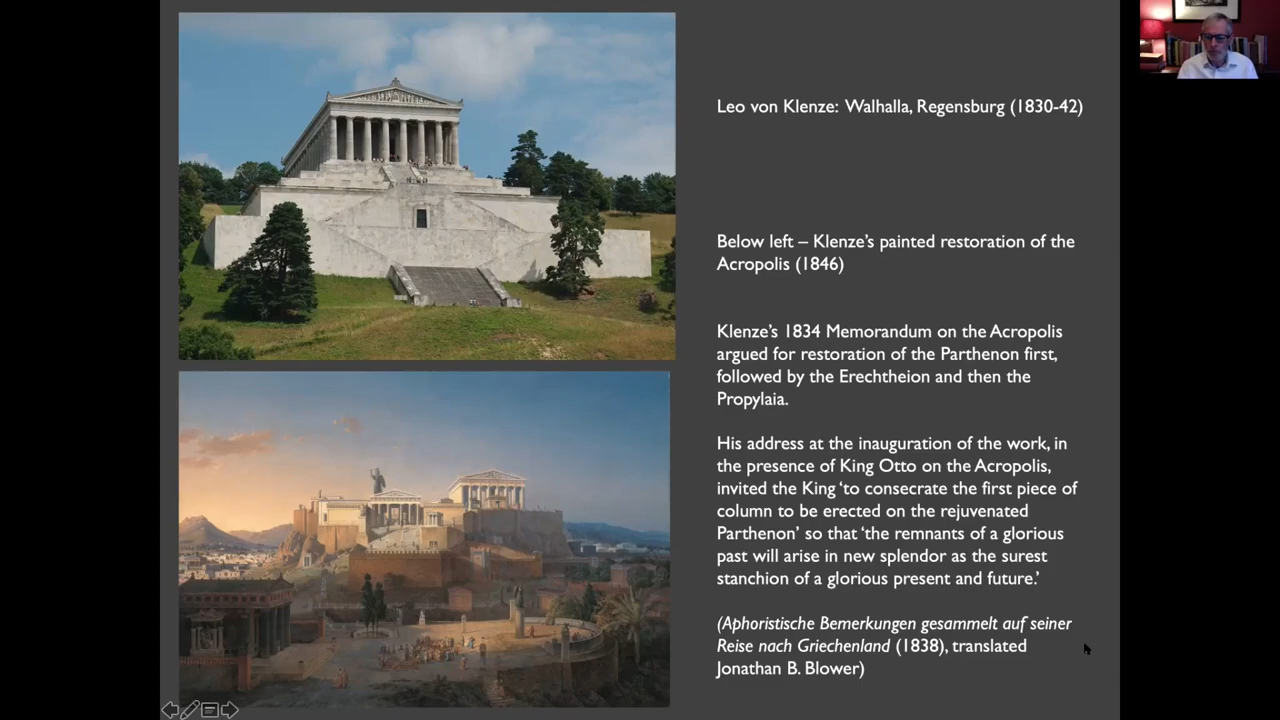 Leo von Klenze: Walhalla, Regensburg (1830-42)
Below left – Klenze's painted restoration of the
Acropolis (1846)
Klenze's 1834 Memorandum on the Acropolis
argued for restoration of the Parthenon first,
followed by the Erechtheion and then the
Propylaia.
His address at the inauguration of the work, in
the presence of King Otto on the Acropolis,
invited the King 'to consecrate the first piece of
column to be erected on the rejuvenated
Parthenon' so that 'the remnants of a glorious
past will arise in new splendor as the surest
stanchion of a glorious present and future.'
(Aphoristische Bemerkungen gesammelt auf seiner
Reise nach Griechenland (1838), translated
Jonathan B. Blower)